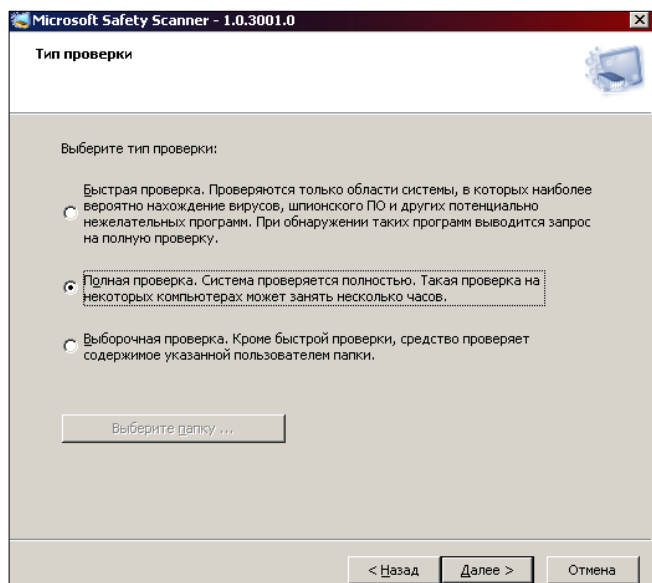 Microsoft Safety Scanner - 1.0.3001.0
Тип проверки
Выберите тип проверки:
Быстрая проверка. Проверяются только области системы, в которых наиболее
вероятно нахождение вирусов, шпионского ПО и других потенциально
нежелательных программ. При обнаружении таких программ выводится запрос
на полную проверку.
Полная проверка. Система проверяется полностью. Такая проверка на
некоторых компьютерах может занять несколько часов.
Выборочная проверка. Кроме быстрой проверки, средство проверяет
содержимое указанной пользователем папки.
Выберите папку ...
< Назад Далее > Отмена